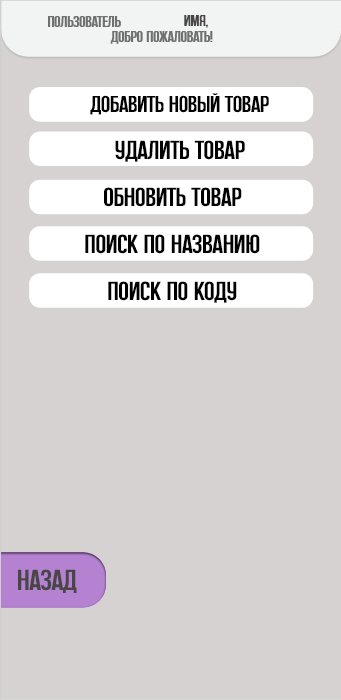 ПОЛЬЗОВАТЕЛЬ ИМЯ,
ДОБРО ПОЖАЛОВАТЬ!
ДОБАВИТЬ НОВЫЙ ТОВАР
УДАЛИТЬ ТОВАР
ОБНОВИТЬ ТОВАР
ПОИСК ПО НАЗВАНИЮ
ПОИСК ПО КОДУ
НАЗАД